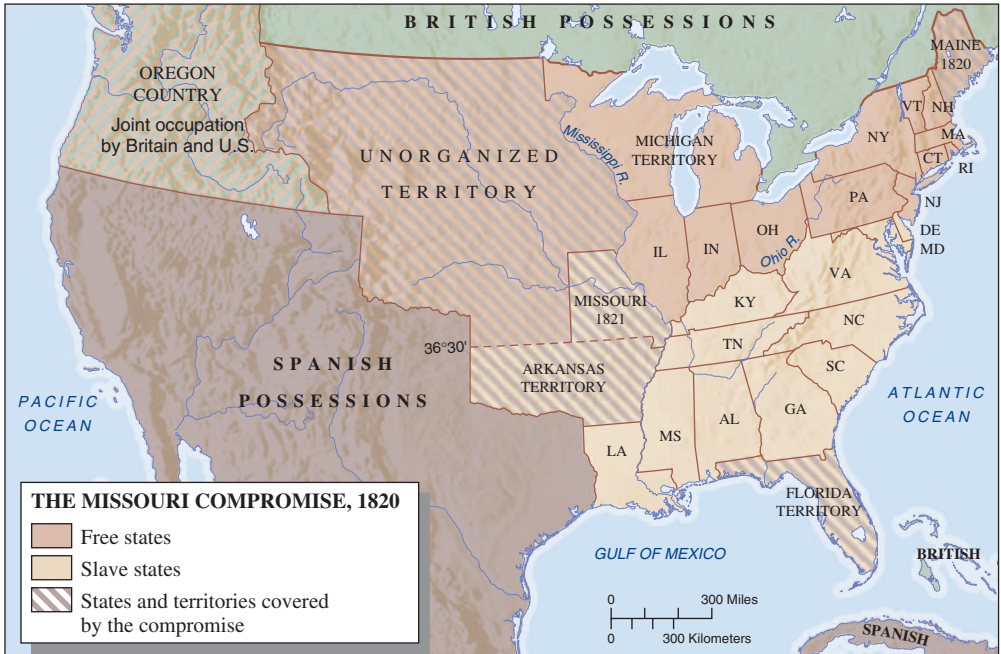 BRITISH POSSESSIONS
MAINE
1820
OREGON
COUNTRY
Joint occupation
by Britain and U.S.
VT
NH
NY
MA
CT
RI
Mississippi R.
MICHIGAN
TERRITORY
UNORGANIZED
TERRITORY
PA
NJ
OH
IL
IN
Ohio R.
DE
MD
VA
KY
MISSOURI
1821
NC
TN
36°30'
SPANISH
POSSESSIONS
ARKANSAS
TERRITORY
SC
PACIFIC
OCEAN
ATLANTIC
OCEAN
GA
AL
MS
LA
FLORIDA
TERRITORY
THE MISSOURI COMPROMISE, 1820
Free states
Slave states
States and territories covered
by the compromise
GULF OF MEXICO
BRITISH
0 300 Miles
0 300 Kilometers
SPANISH